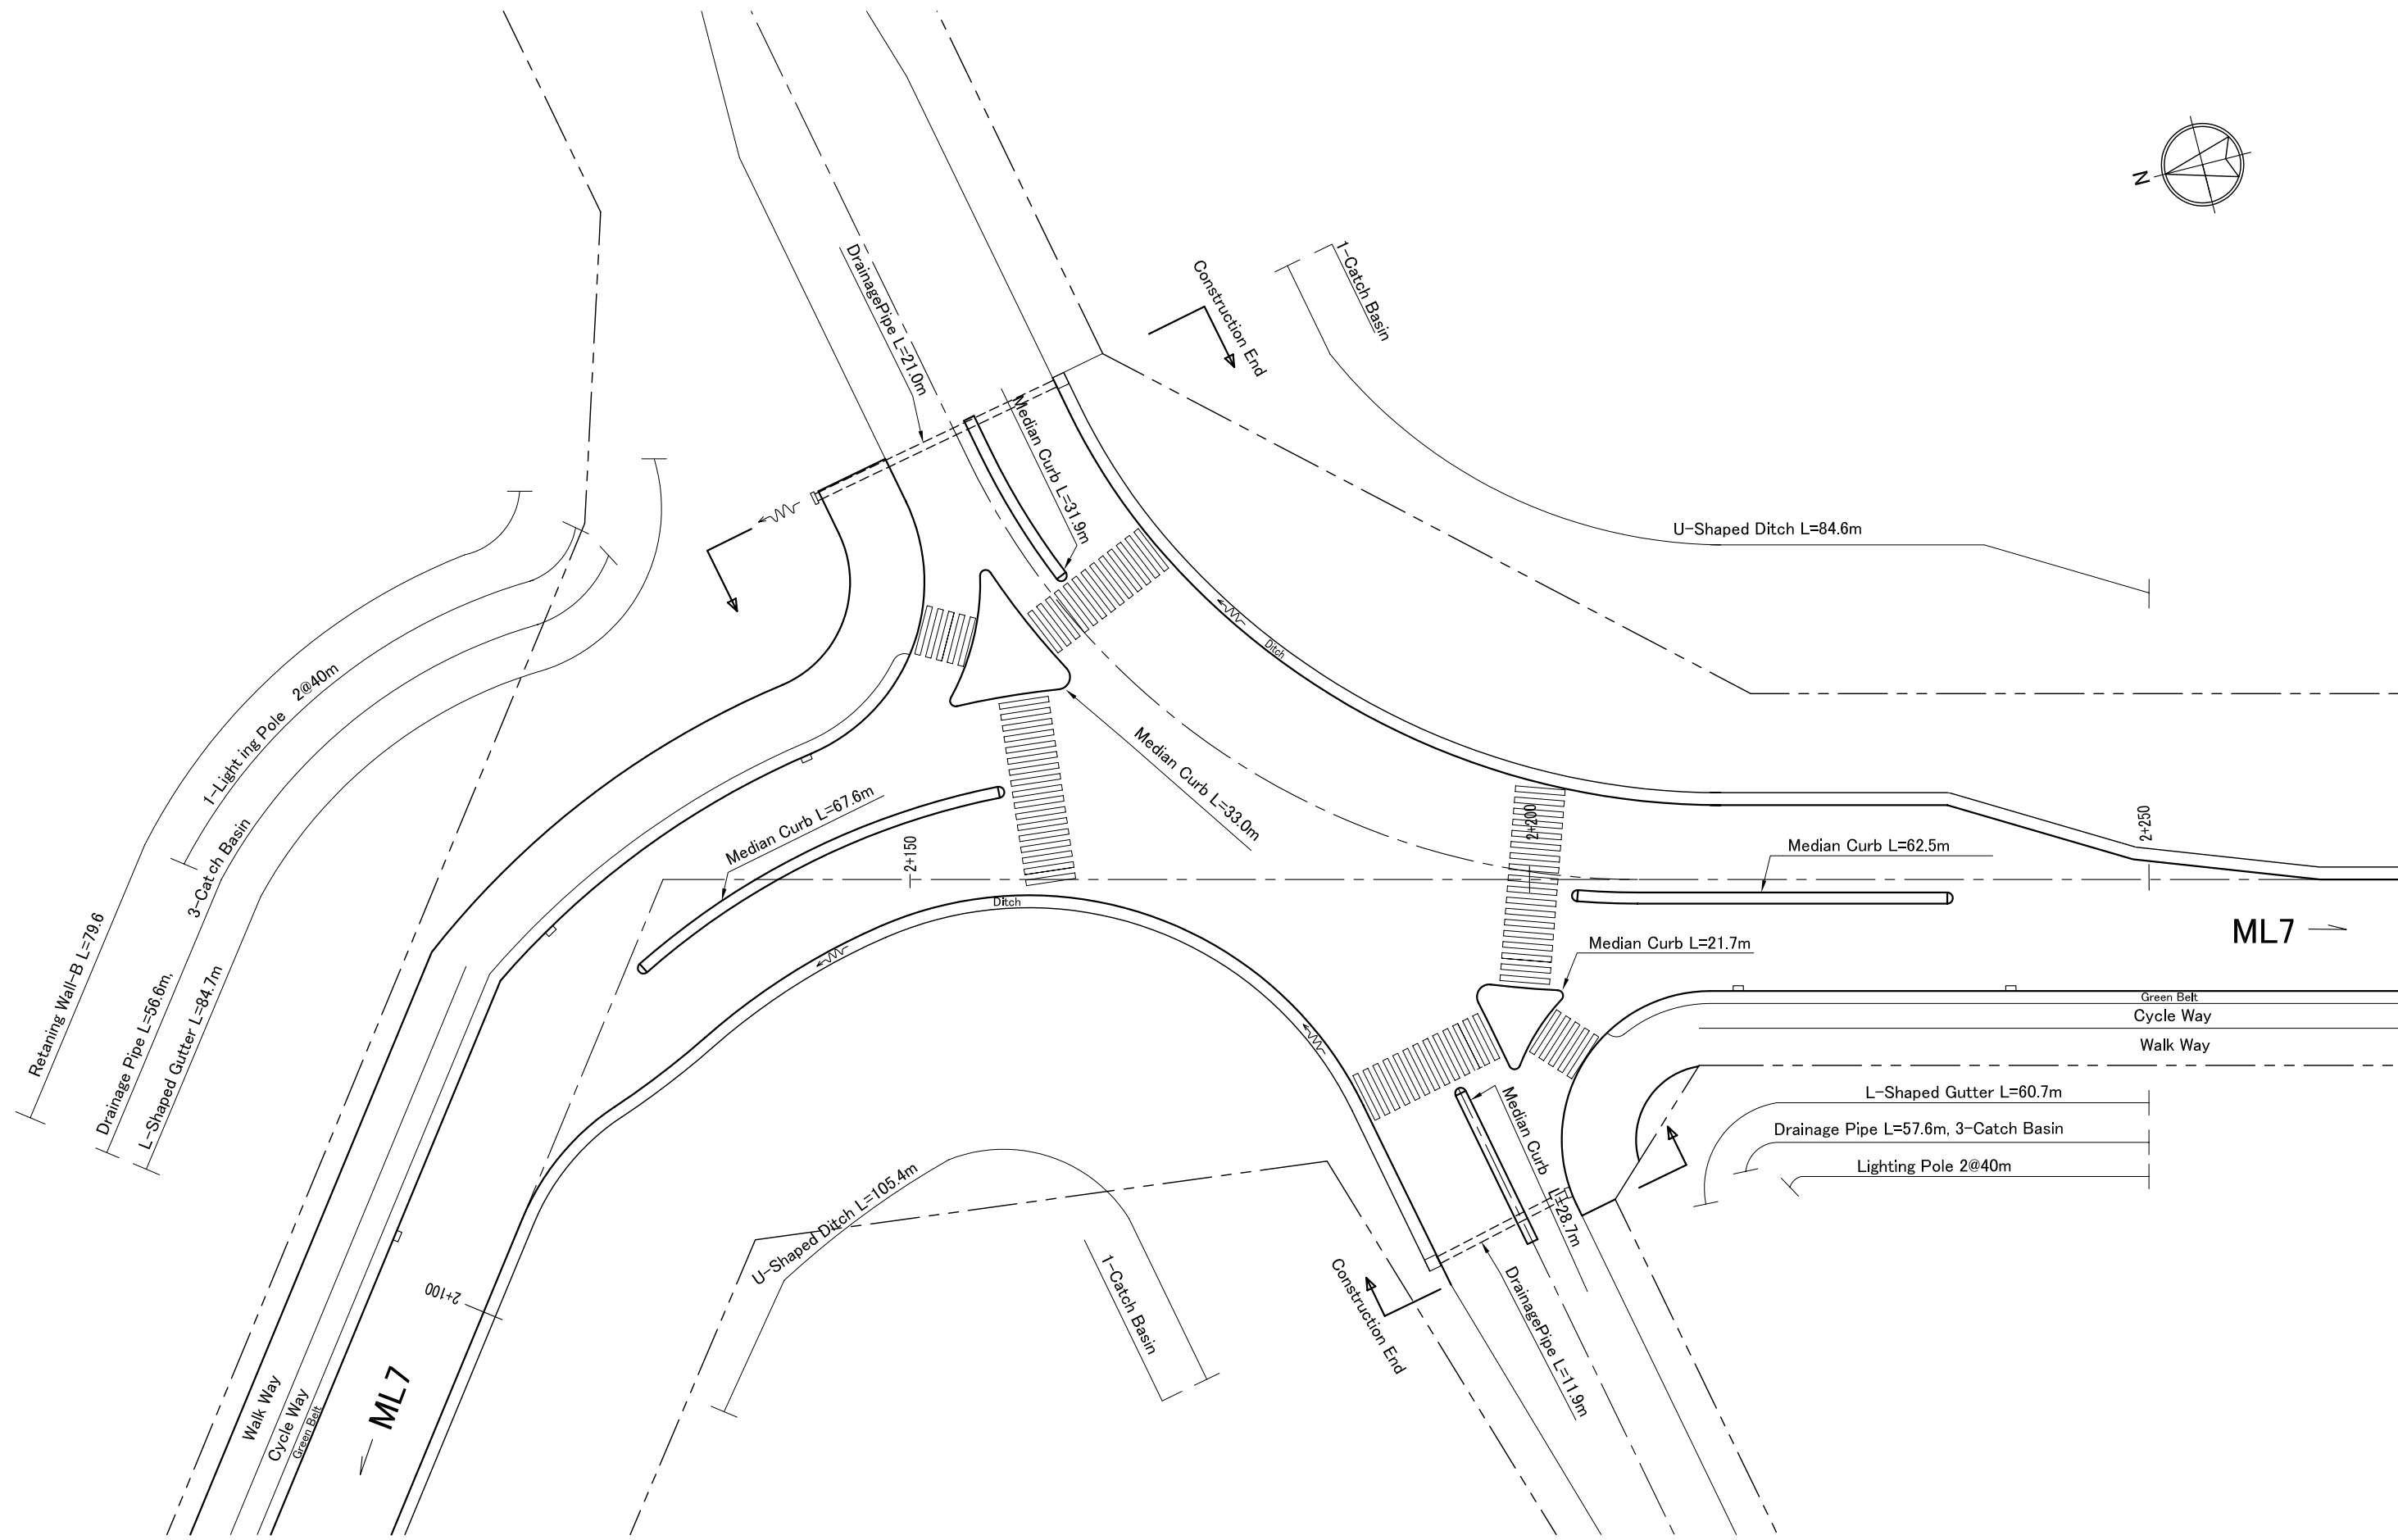 N
Construction End
1-Catch Basin
DrainagePipe L=21.0m
Median Curb L=31.9m
U-Shaped Ditch L=84.6m
Ditch
1-Light ing Pole 2@40m
3-Catch Basin
Retaning Wall-B L=79.6
Drainage Pipe L=56.6m,
L-Shaped Gutter L=84.7m
Median Curb L=33.0m
Median Curb L=67.6m
2+150
2+200
2+250
Median Curb L=62.5m
ML7
Ditch
Median Curb L=21.7m
Green Belt
Cycle Way
Walk Way
L-Shaped Gutter L=60.7m
Drainage Pipe L=57.6m, 3-Catch Basin
Lighting Pole 2@40m
Median Curb L=28.7m
U-Shaped Ditch L=105.4m
1-Catch Basin
Construction End
DrainagePipe L=11.9m
2+100
ML7
Walk Way
Cycle Way
Green Belt